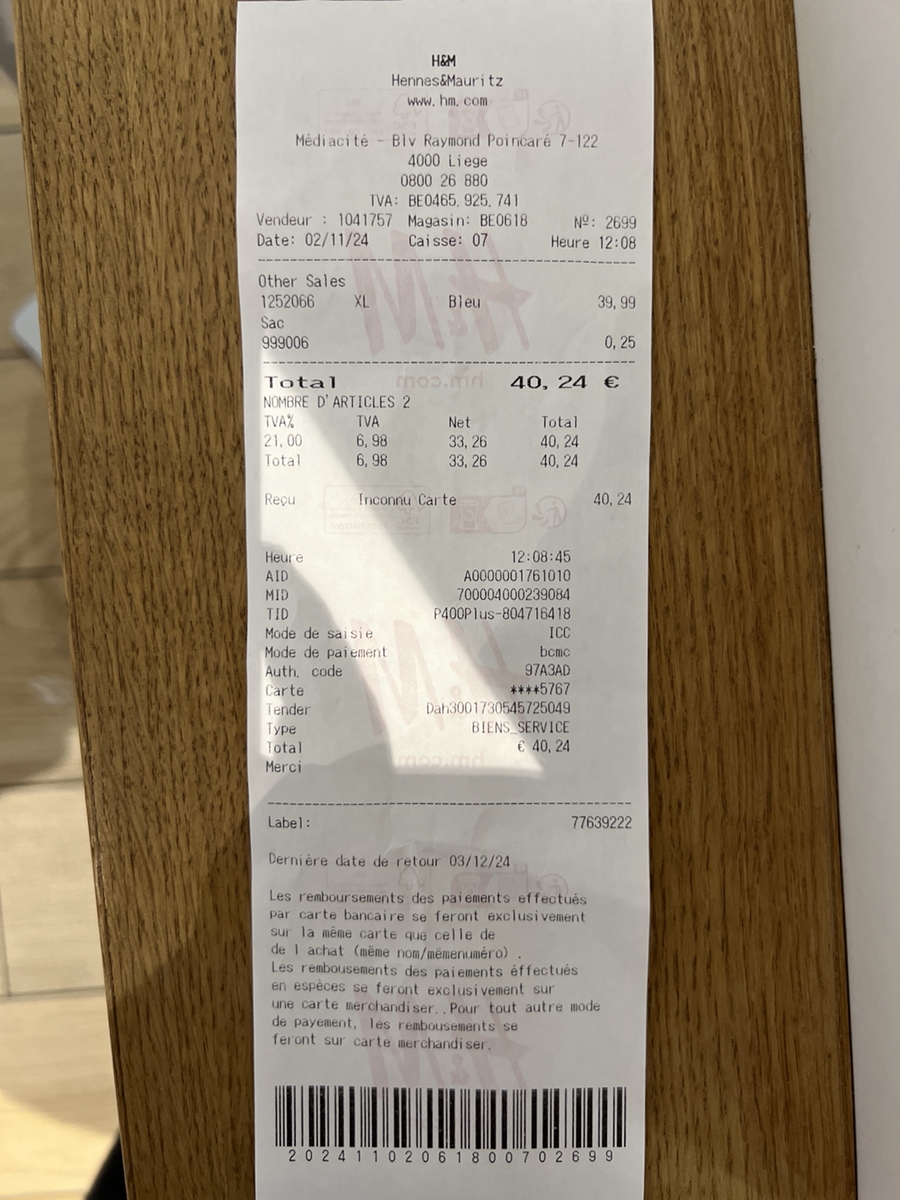 H&M
Hennes&Mauritz
www.hm.com
Médiacité - Blv Raymond Poincaré 7-122
4000 Liege
0800 26 880
TVA: BE0465.925.741
Vendeur : 1041757 Magasin: BE0618 Nº: 2699
Date: 02/11/24 Caisse: 07 Heure 12:08
Other Sales
1252066 XL Bleu 39,99
Sac
999006 0,25
Total 40,24 €
NOMBRE D'ARTICLES 2
TVA% TVA Net Total
21,00 6,98 33,26 40,24
Total 6,98 33,26 40,24
Reçu Inconnu Carte 40,24
Heure 12:08:45
AID A0000001761010
MID 700004000239084
TID P400Plus-804716418
Mode de saisie ICC
Mode de paiement bcmc
Auth. code 97A3AD
Carte ****5767
Tender Dah3001730545725049
Type BIENS_SERVICE
Total € 40,24
Merci
Label: 77639222
Dernière date de retour 03/12/24
Les remboursements des paiements effectués
par carte bancaire se feront exclusivement
sur la même carte que celle de
de l achat (même nom/mêmenuméro) .
Les rembousements des paiements éffectués
en espèces se feront exclusivement sur
une carte merchandiser..Pour tout autre mode
de payement, les rembousements se
feront sur carte merchandiser.
20241102061800702699